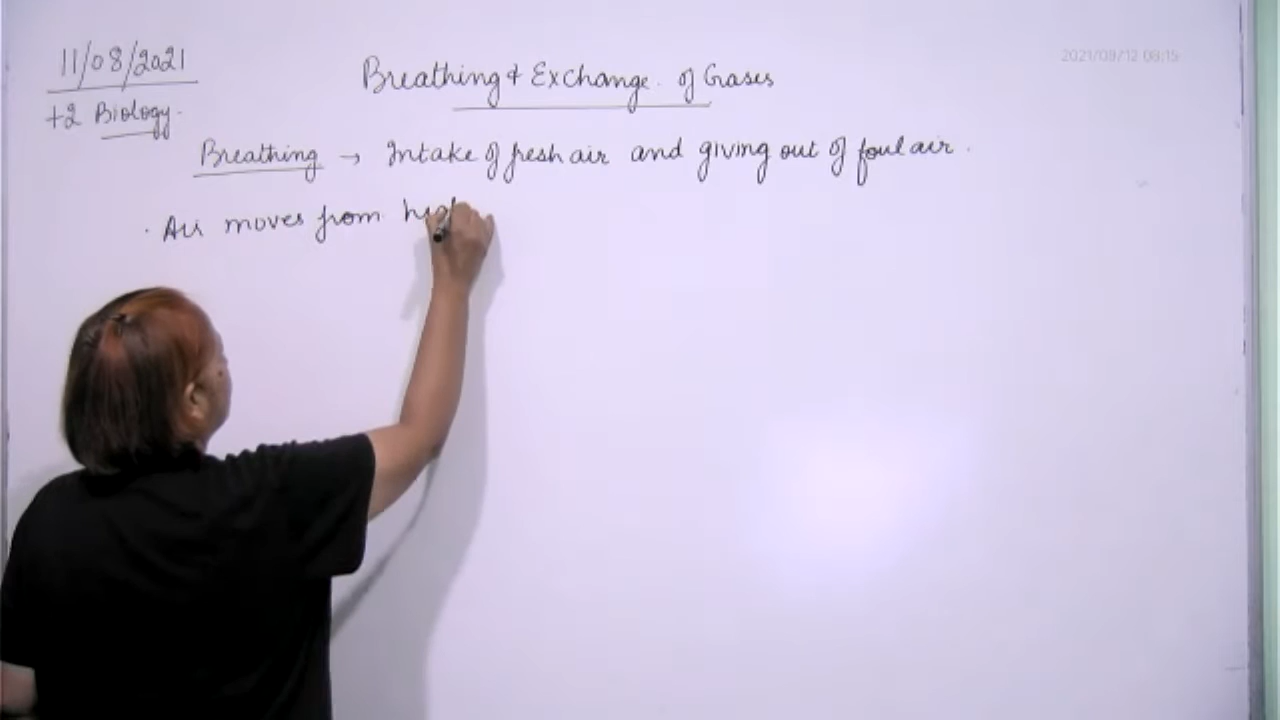 11/08/2021
+2 Biology.
Breathing & Exchange of Gases
Breathing → Intake of fresh air and giving out of foul air.
· Air moves from high
2021/08/12 08:15